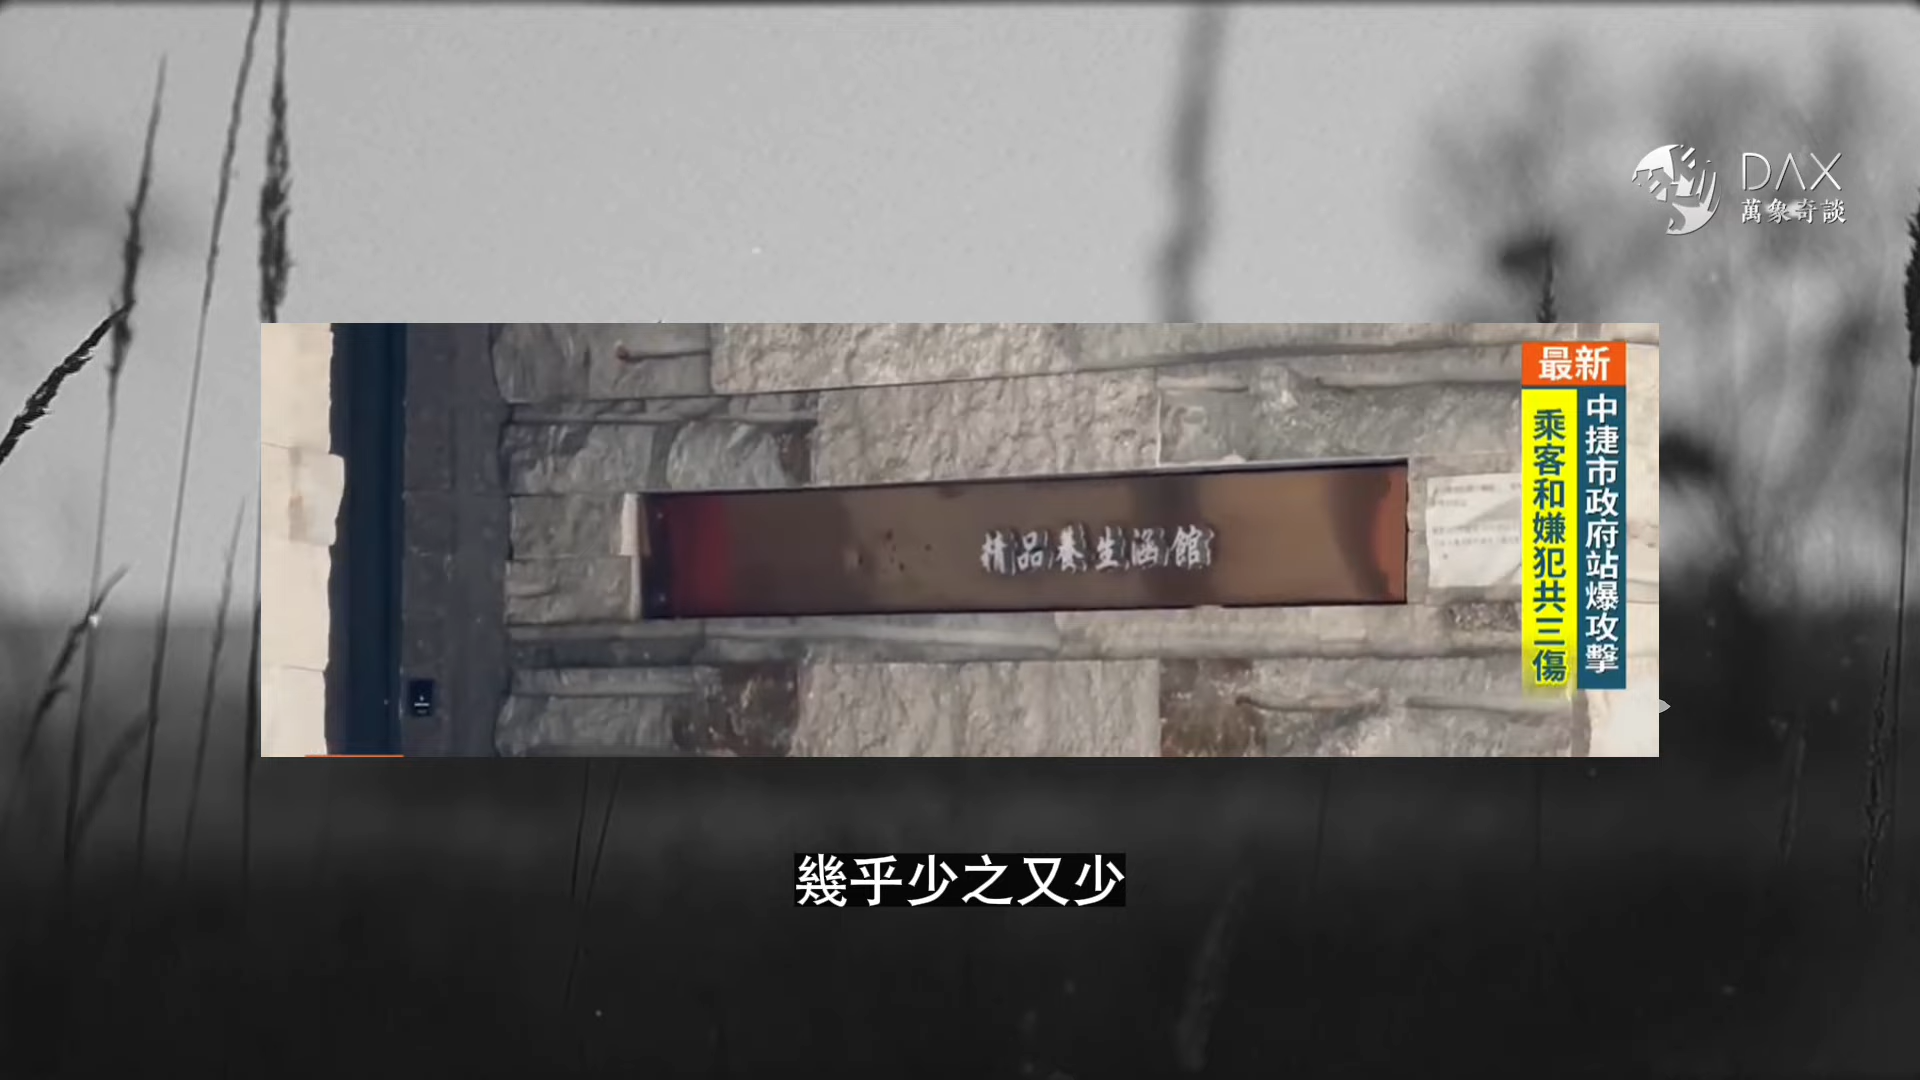 DAX
萬象奇談
最新
中捷市政府站爆攻擊
乘客和嫌犯共三傷
精品養生涵館
幾乎少之又少